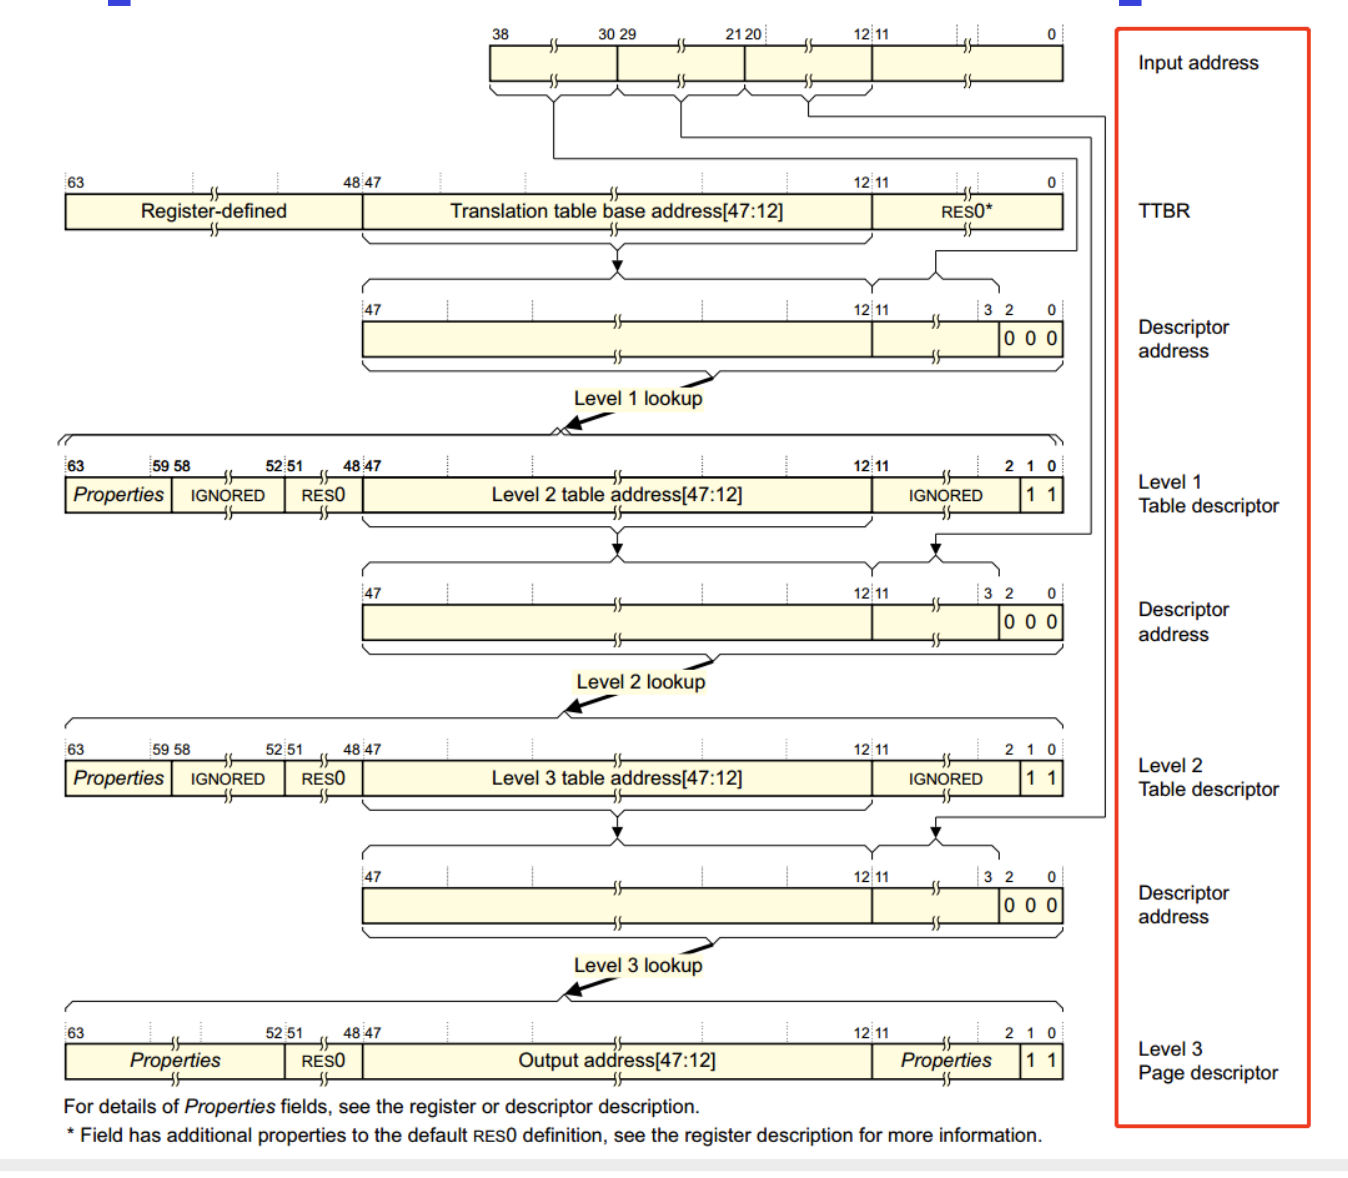 38 30 29 21 20 12 11 0
Input address
63 48 47 12 11 0
Register-defined Translation table base address[47:12] RES0*
TTBR
47 12 11 3 2 0
0 0 0
Descriptor
address
Level 1 lookup
63 59 58 52 51 48 47 12 11 2 1 0
Properties IGNORED RES0 Level 2 table address[47:12] IGNORED 1 1
Level 1
Table descriptor
47 12 11 3 2 0
0 0 0
Descriptor
address
Level 2 lookup
63 59 58 52 51 48 47 12 11 2 1 0
Properties IGNORED RES0 Level 3 table address[47:12] IGNORED 1 1
Level 2
Table descriptor
47 12 11 3 2 0
0 0 0
Descriptor
address
Level 3 lookup
63 52 51 48 47 12 11 2 1 0
Properties RES0 Output address[47:12] Properties 1 1
Level 3
Page descriptor
For details of Properties fields, see the register or descriptor description.
* Field has additional properties to the default RES0 definition, see the register description for more information.